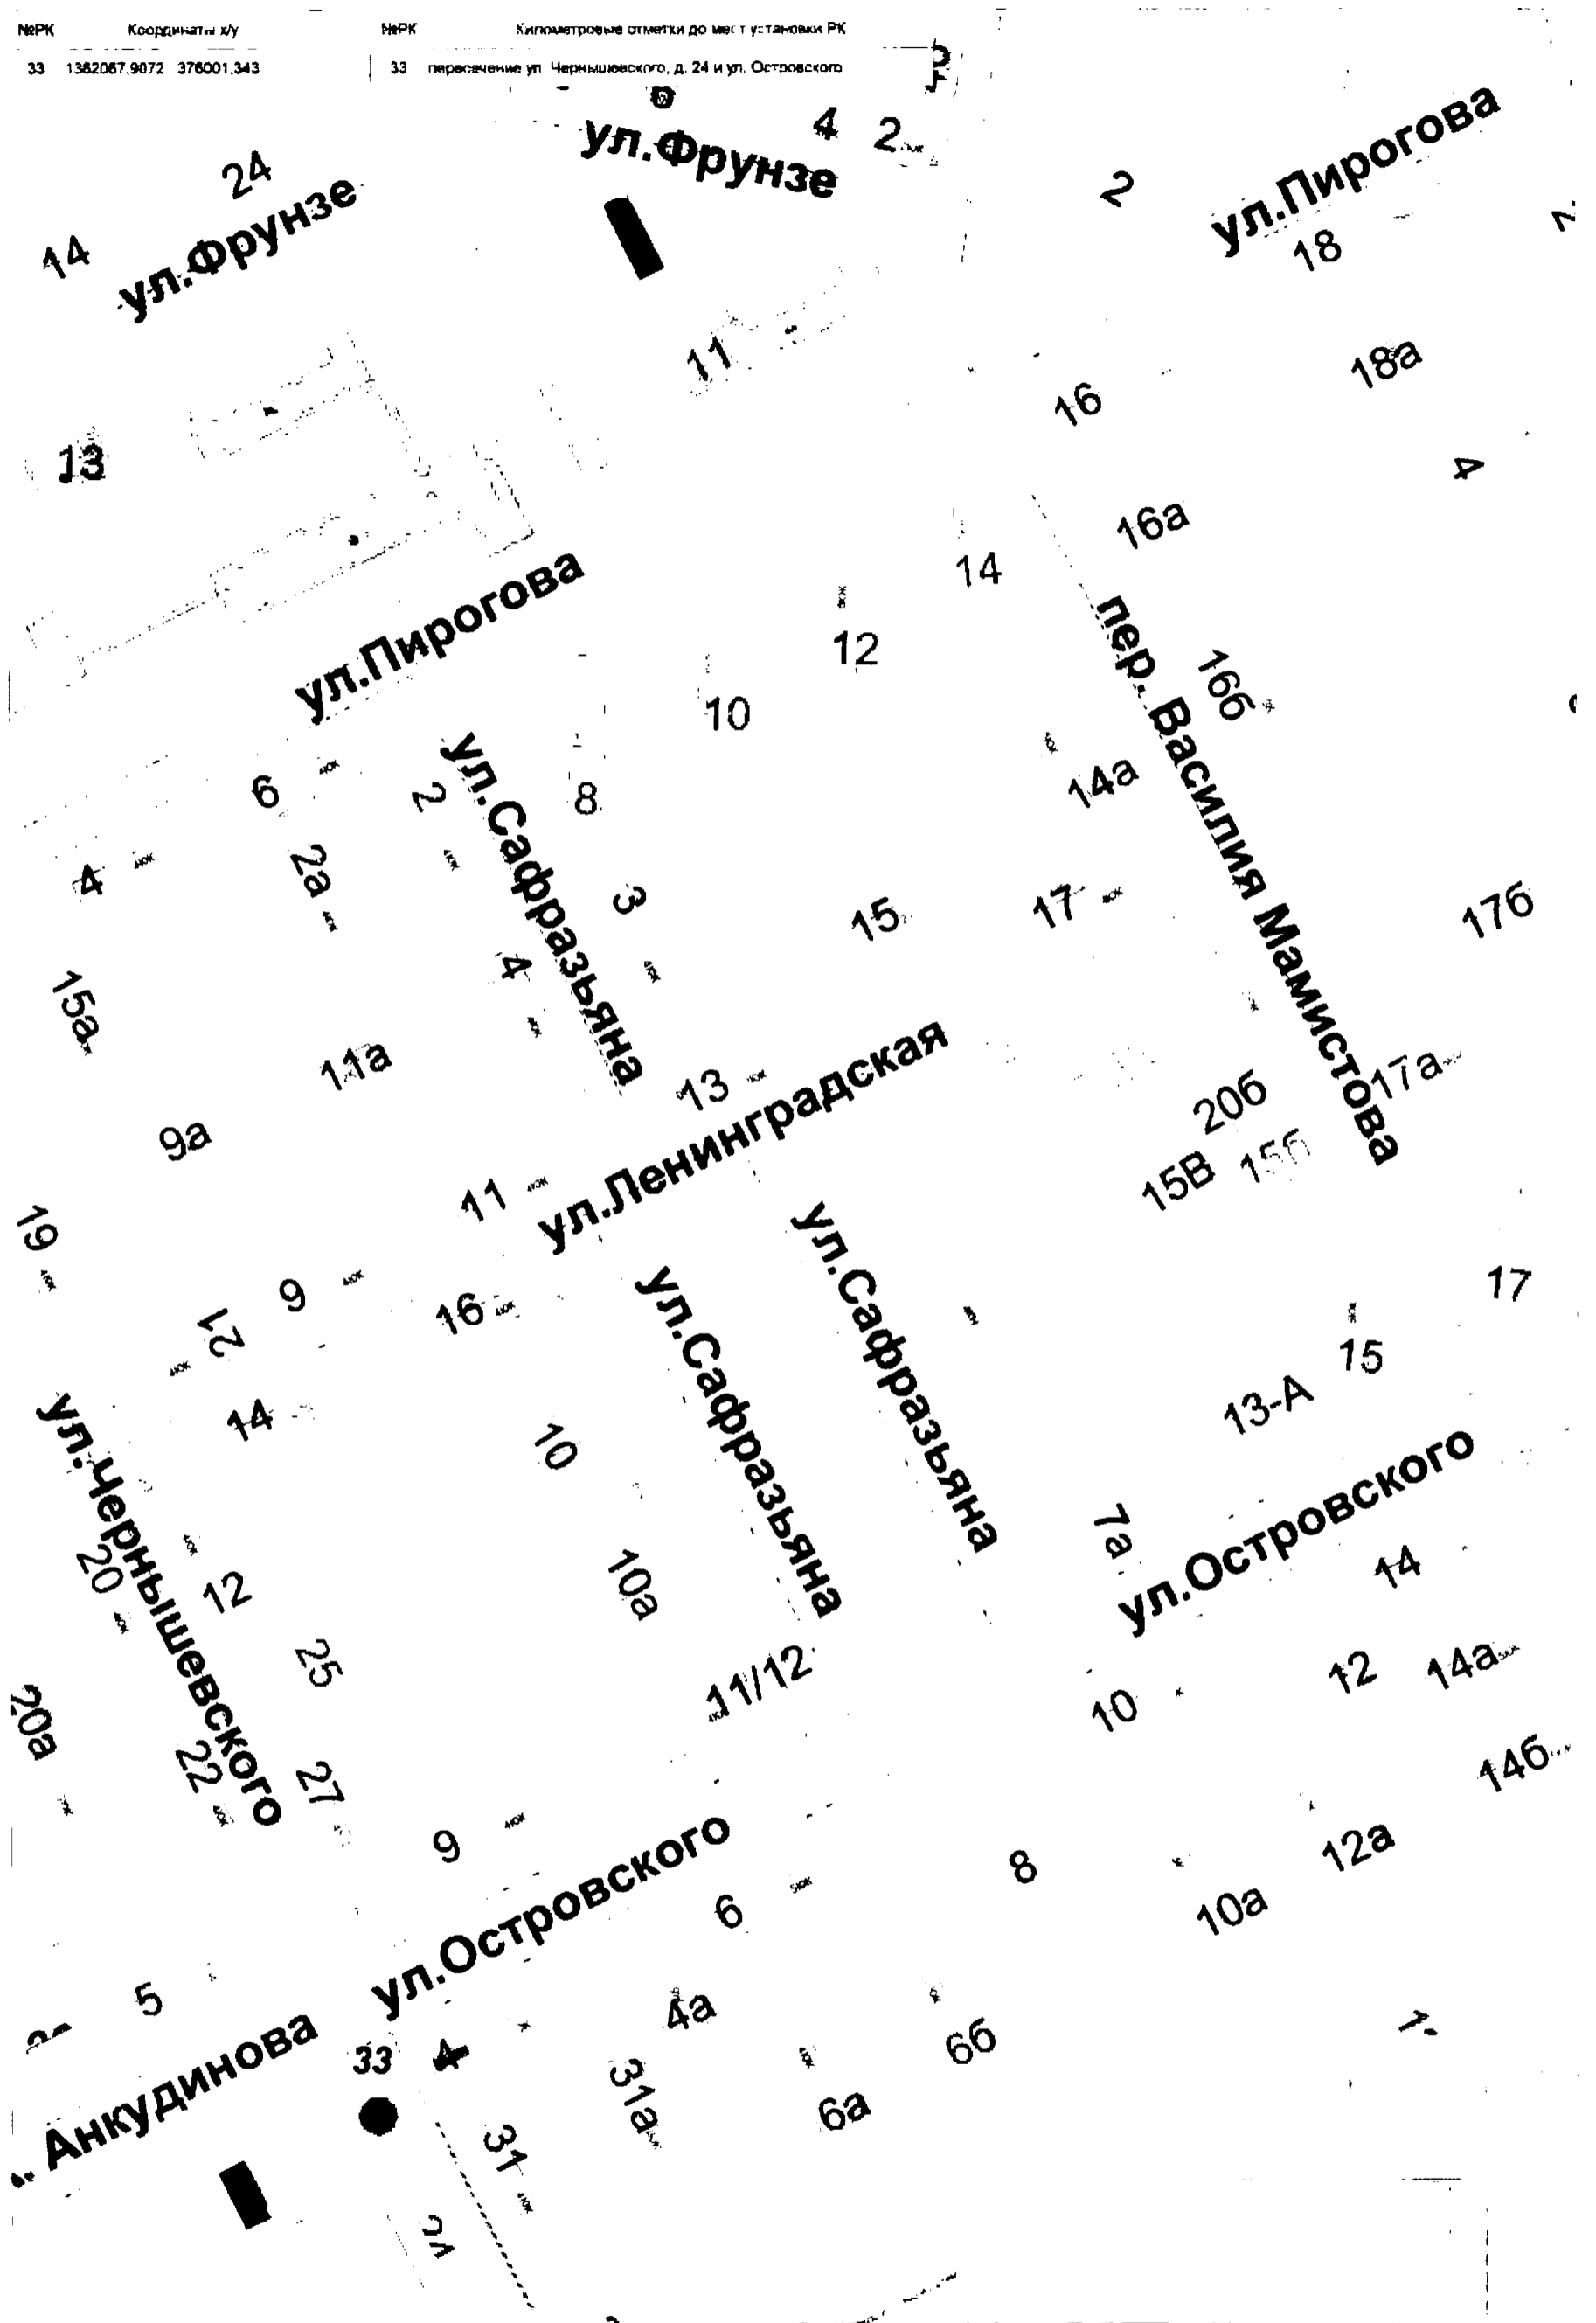 №РК Координаты х/у №РК Километровые отметки до мест установки РК
33 1362067,9072 376001,343 33 пересечение ул. Чернышевского, д. 24 и ул. Островского
ул.Фрунзе
4
2
24
ул.Фрунзе
14
2
ул.Пирогова
18
11
18а
16
13
4
16а
14
ул.Пирогова
12
пер. Василия Мамистова
16б
10
6
2
ул.Сафразьяна
8
14а
4
2а
3
15
17
17б
4
15а
11а
13
ул.Ленинградская
20б
17а
9а
15В
15б
11
19
ул.Сафразьяна
9
16
ул.Сафразьяна
17
21
15
14
13-А
ул.Чернышевского
10
ул.Островского
7а
20
12
10а
14
25
11/12
12
14а
20а
10
22
27
14б
9
ул.Островского
8
12а
6
10а
5
4а
Анкудинова
33
4
6б
31а
6а
31